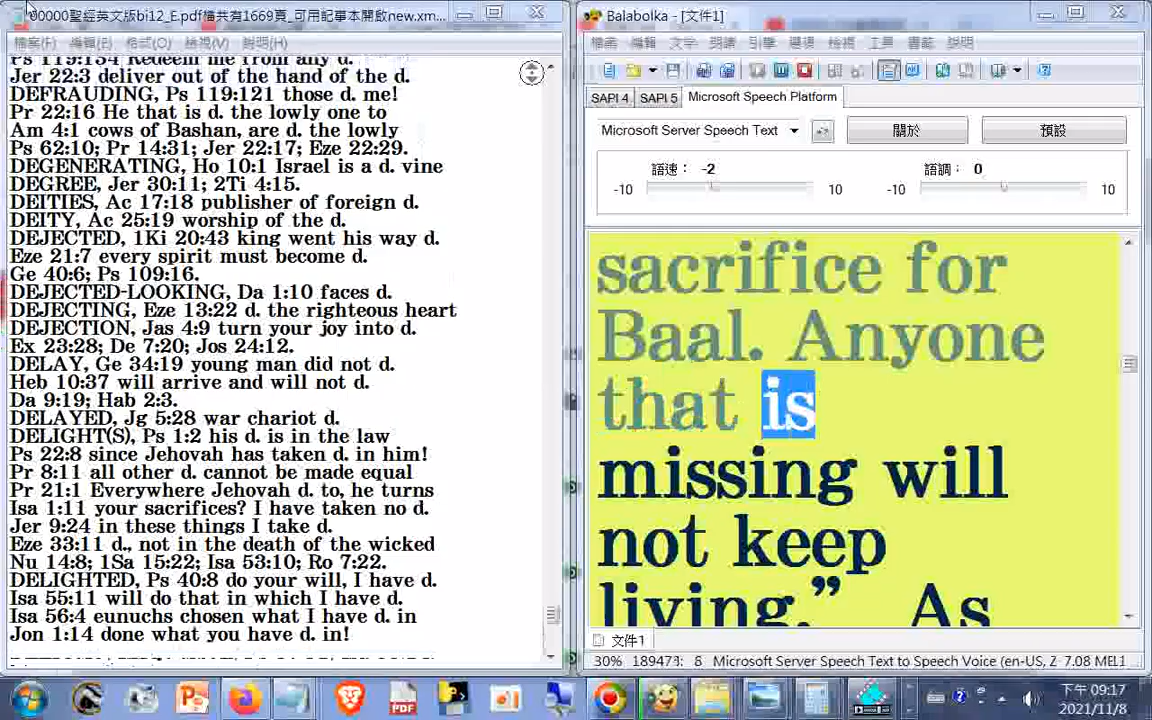 00000聖經英文版bi12_E.pdf檔共有1669頁_可用記事本開啟new.xm...
檔案(F) 編輯(E) 格式(O) 檢視(V) 說明(H)
Ps 119:154 Redeem me from any d.
Jer 22:3 deliver out of the hand of the d.
DEFRAUDING, Ps 119:121 those d. me!
Pr 22:16 He that is d. the lowly one to
Am 4:1 cows of Bashan, are d. the lowly
Ps 62:10; Pr 14:31; Jer 22:17; Eze 22:29.
DEGENERATING, Ho 10:1 Israel is a d. vine
DEGREE, Jer 30:11; 2Ti 4:15.
DEITIES, Ac 17:18 publisher of foreign d.
DEITY, Ac 25:19 worship of the d.
DEJECTED, 1Ki 20:43 king went his way d.
Eze 21:7 every spirit must become d.
Ge 40:6; Ps 109:16.
DEJECTED-LOOKING, Da 1:10 faces d.
DEJECTING, Eze 13:22 d. the righteous heart
DEJECTION, Jas 4:9 turn your joy into d.
Ex 23:28; De 7:20; Jos 24:12.
DELAY, Ge 34:19 young man did not d.
Heb 10:37 will arrive and will not d.
Da 9:19; Hab 2:3.
DELAYED, Jg 5:28 war chariot d.
DELIGHT(S), Ps 1:2 his d. is in the law
Ps 22:8 since Jehovah has taken d. in him!
Pr 8:11 all other d. cannot be made equal
Pr 21:1 Everywhere Jehovah d. to, he turns
Isa 1:11 your sacrifices? I have taken no d.
Jer 9:24 in these things I take d.
Eze 33:11 d., not in the death of the wicked
Nu 14:8; 1Sa 15:22; Isa 53:10; Ro 7:22.
DELIGHTED, Ps 40:8 do your will, I have d.
Isa 55:11 will do that in which I have d.
Isa 56:4 eunuchs chosen what I have d. in
Jon 1:14 done what you have d. in!
Balabolka - [文件1]
檔案 編輯 文字 朗讀 引擎 選項 檢視 工具 書籤 說明
SAPI 4 SAPI 5 Microsoft Speech Platform
Microsoft Server Speech Text 關於 預設
語速： -2 語調： 0
-10 10 -10 10
sacrifice for
Baal. Anyone
that is
missing will
not keep
living.” As
文件1
30% Microsoft Server Speech Text to Speech Voice (en-US, Z 7.08 MEL1
下午 09:17
2021/11/8